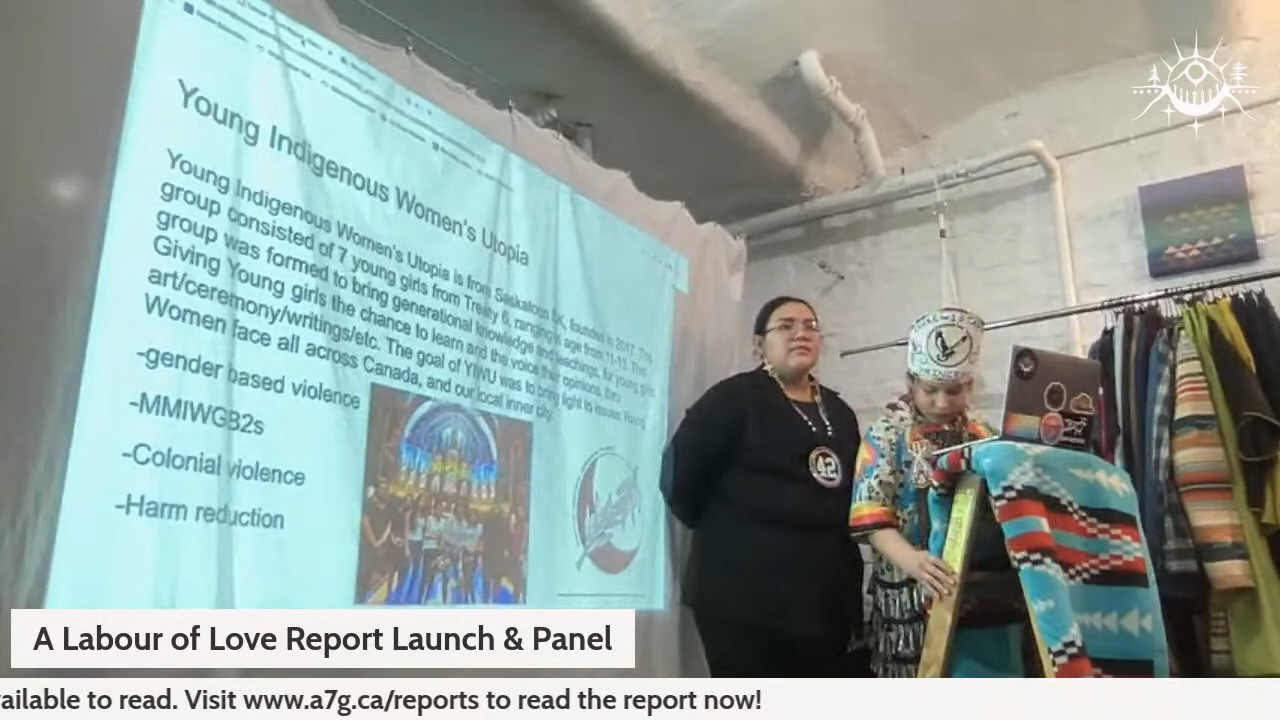 Young Indigenous Women's Utopia
Young Indigenous Women's Utopia is from Saskatoon SK, founded in 2017. This
group consisted of 7 young girls from Treaty 6, ranging in age from 11-15. This
group was formed to bring generational knowledge and teachings, for young girls
Giving Young girls the chance to learn and the voice their opinions, thru
art/ceremony/writings/etc. The goal of YIWU was to bring light to issues Young
Women face all across Canada, and our local inner city.
-gender based violence
-MMIWGB2s
-Colonial violence
-Harm reduction
42
A Labour of Love Report Launch & Panel
ailable to read. Visit www.a7g.ca/reports to read the report now!